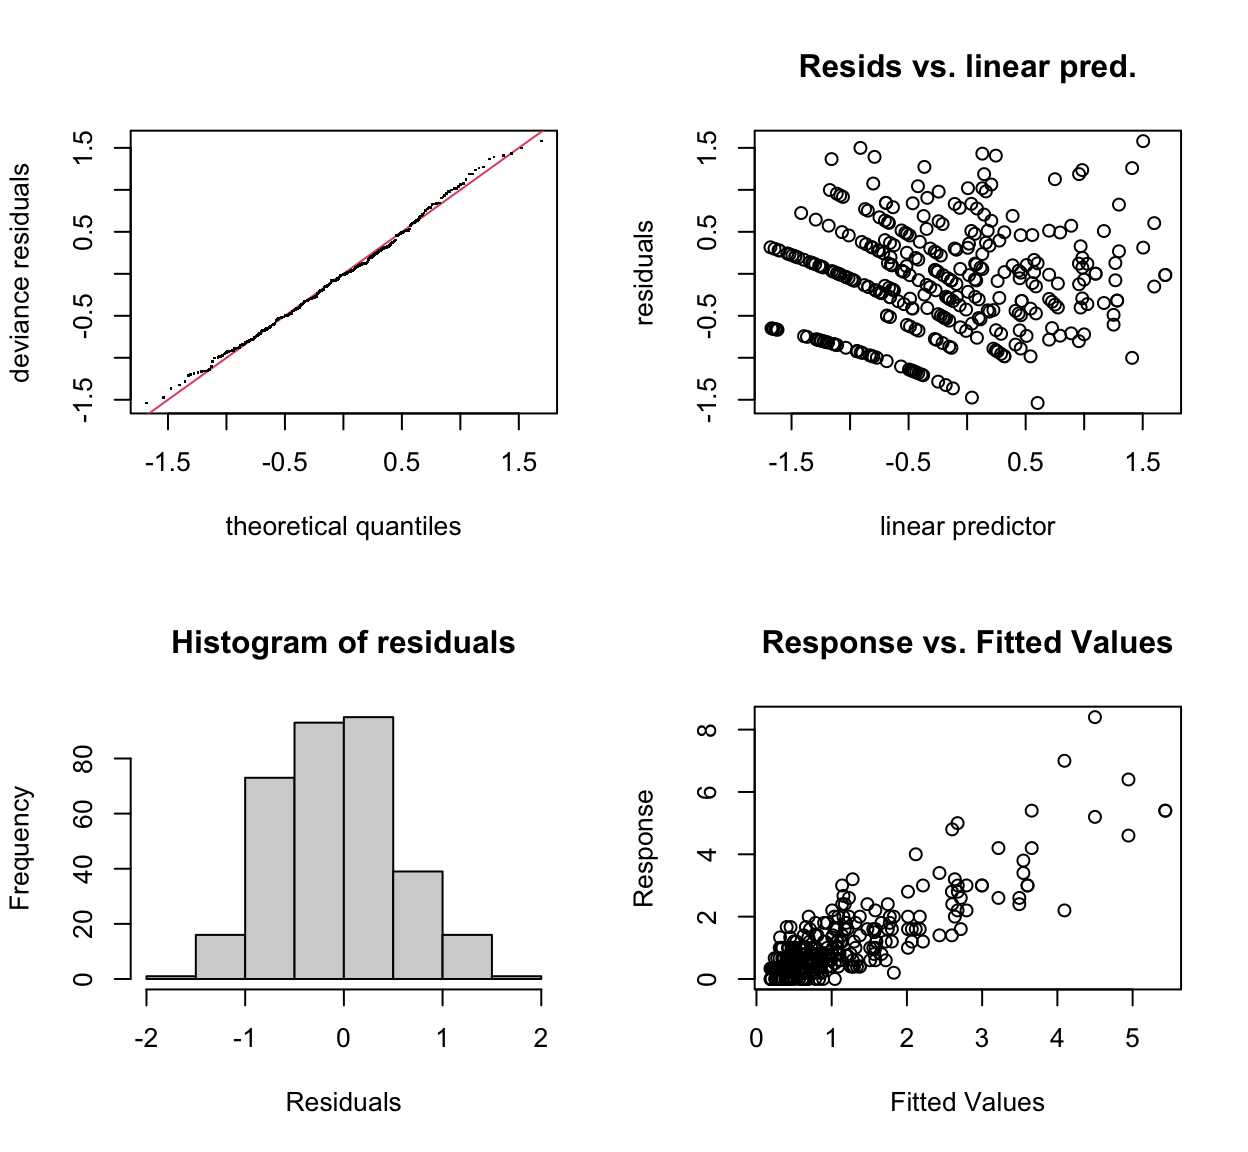 deviance residuals
1.5
0.5
-0.5
-1.5
-1.5 -0.5 0.5 1.5
theoretical quantiles
Resids vs. linear pred.
residuals
1.5
0.5
-0.5
-1.5
-1.5 -0.5 0.5 1.5
linear predictor
Histogram of residuals
Frequency
80
60
40
20
0
-2 -1 0 1 2
Residuals
Response vs. Fitted Values
Response
8
6
4
2
0
0 1 2 3 4 5
Fitted Values